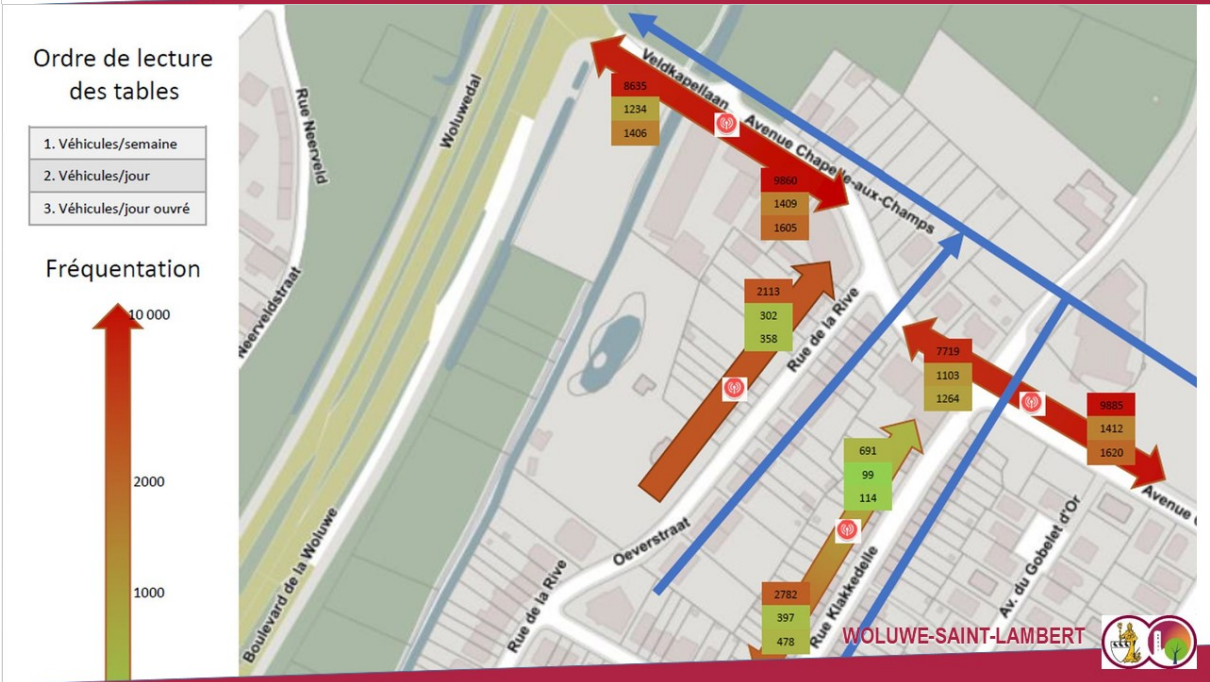 Ordre de lecture
des tables
1. Véhicules/semaine
2. Véhicules/jour
3. Véhicules/jour ouvré
Fréquentation
10 000
2000
1000
Rue Neerveld
Neerveldstraat
Woluwedal
Boulevard de la Woluwe
Veldkapellaan
Avenue Chapelle-aux-Champs
8635
1234
1406
9860
1409
1605
2113
302
358
Rue de la Rive
7719
1103
1264
9885
1412
1620
691
99
114
Oeverstraat
Rue de la Rive
2782
397
478
Rue Klakkedelle
Av. du Gobelet d'Or
Avenue
WOLUWE-SAINT-LAMBERT